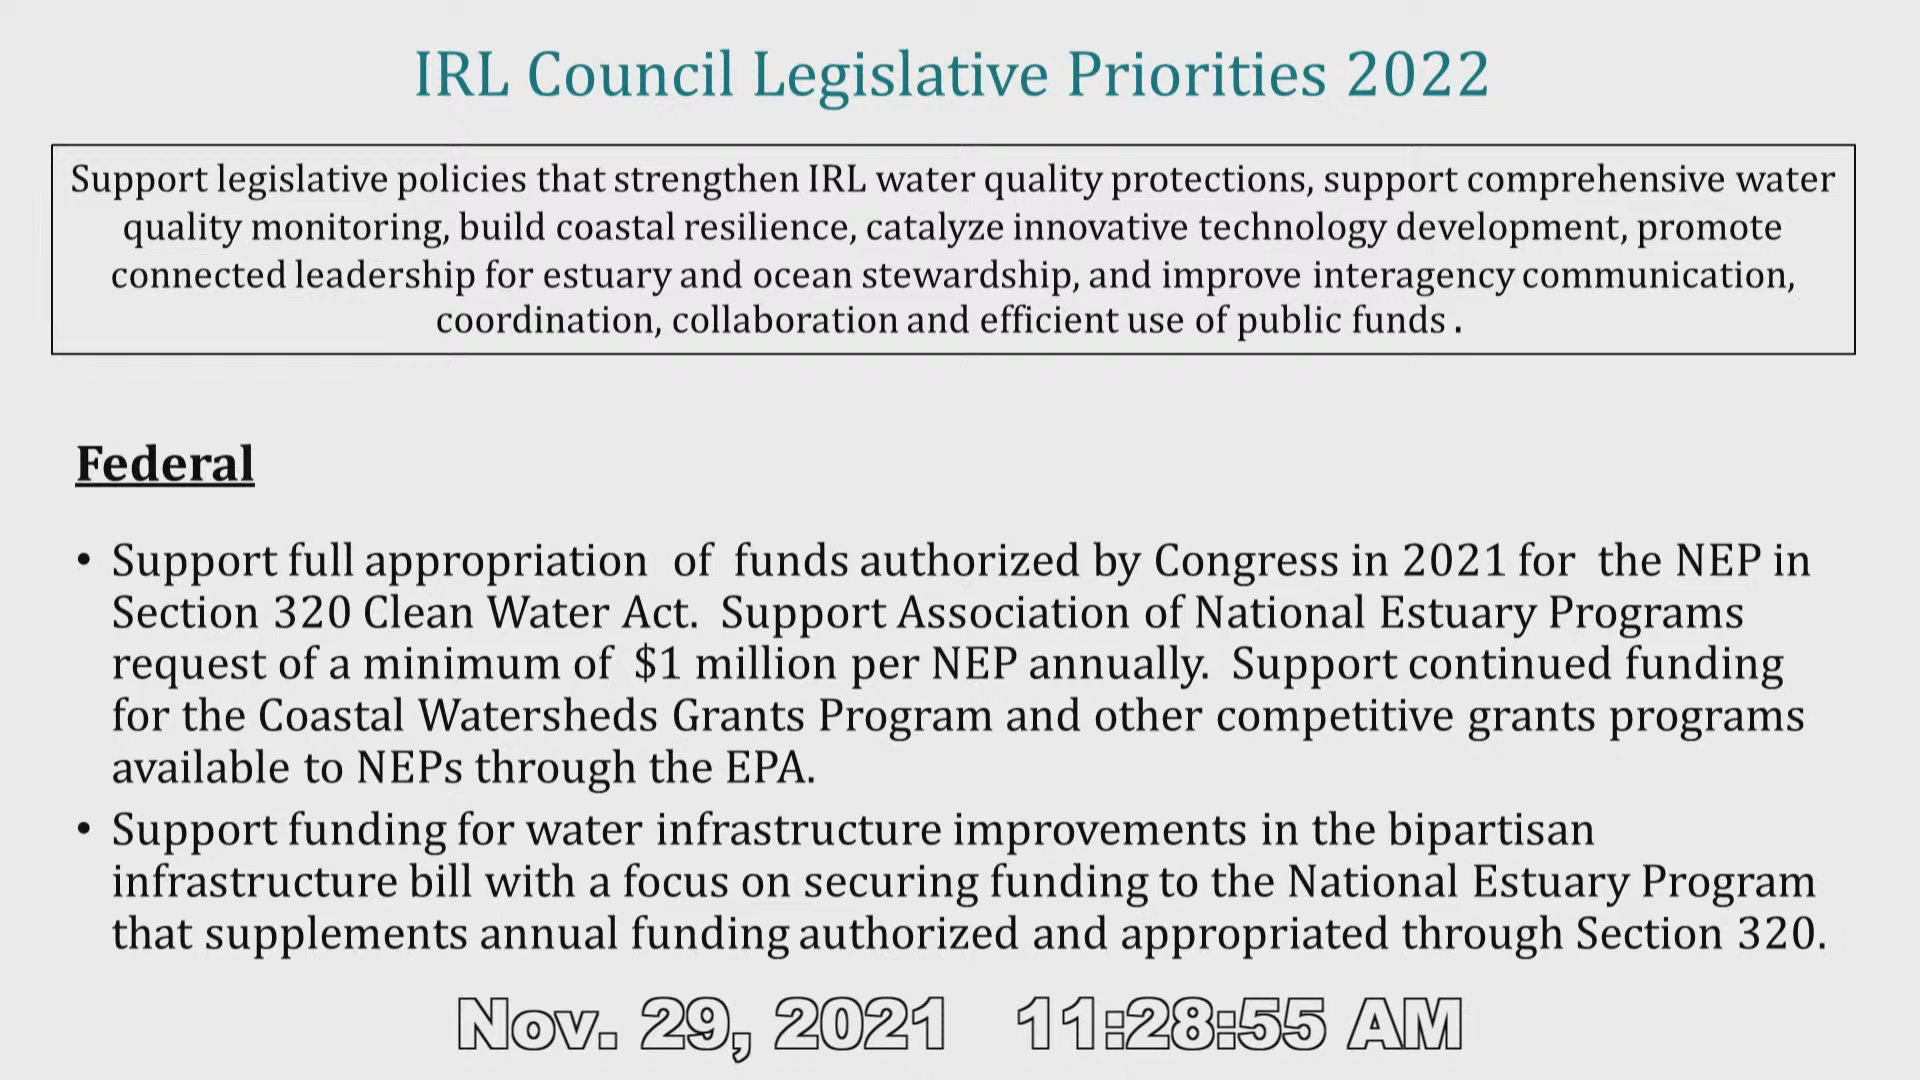 IRL Council Legislative Priorities 2022
Support legislative policies that strengthen IRL water quality protections, support comprehensive water
quality monitoring, build coastal resilience, catalyze innovative technology development, promote
connected leadership for estuary and ocean stewardship, and improve interagency communication,
coordination, collaboration and efficient use of public funds .
Federal
• Support full appropriation of funds authorized by Congress in 2021 for the NEP in
Section 320 Clean Water Act. Support Association of National Estuary Programs
request of a minimum of $1 million per NEP annually. Support continued funding
for the Coastal Watersheds Grants Program and other competitive grants programs
available to NEPs through the EPA.
• Support funding for water infrastructure improvements in the bipartisan
infrastructure bill with a focus on securing funding to the National Estuary Program
that supplements annual funding authorized and appropriated through Section 320.
Nov. 29, 2021 11:28:55 AM